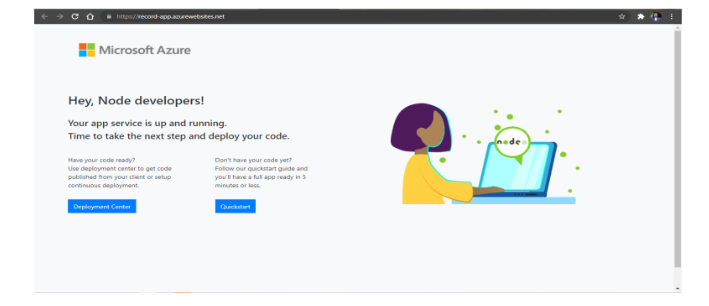 https://record-app.azurewebsites.net
Microsoft Azure
Hey, Node developers!
Your app service is up and running.
Time to take the next step and deploy your code.
Have your code ready?
Use deployment center to get code
published from your client or setup
continuous deployment.
Deployment Center
Don't have your code yet?
Follow our quickstart guide and
you'll have a full app ready in 5
minutes or less.
Quickstart
node